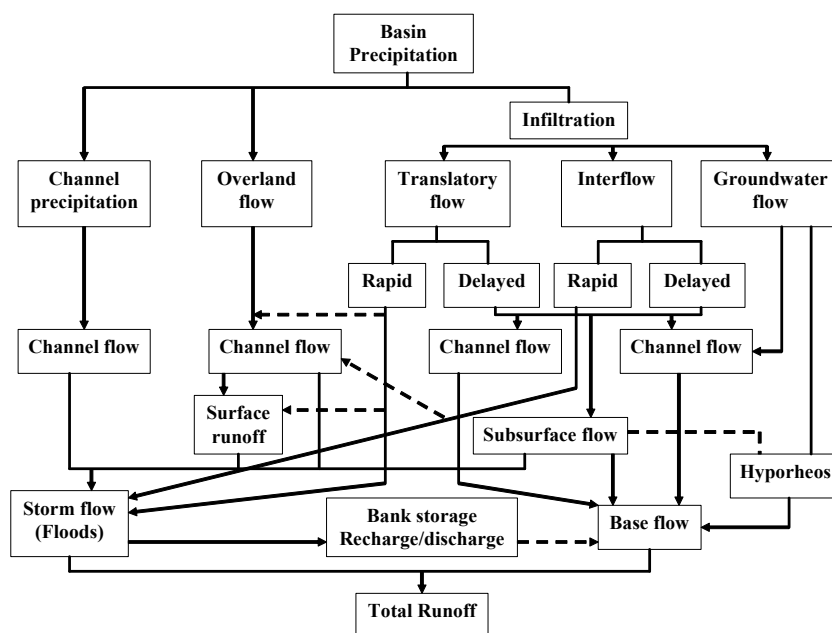 Basin
Precipitation
Infiltration
Channel
precipitation
Overland
flow
Translatory
flow
Interflow
Groundwater
flow
Rapid
Delayed
Rapid
Delayed
Channel flow
Channel flow
Channel flow
Channel flow
Surface
runoff
Subsurface flow
Hyporheos
Storm flow
(Floods)
Bank storage
Recharge/discharge
Base flow
Total Runoff